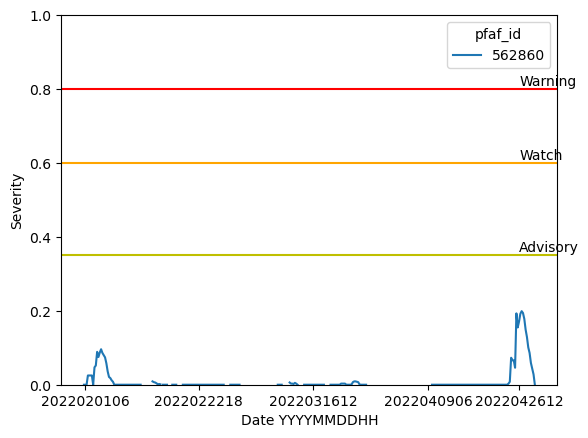 1.0
0.8
0.6
0.4
0.2
0.0
Severity
pfaf_id
562860
Warning
Watch
Advisory
2022020106
2022022218
2022031612
2022040906
2022042612
Date YYYYMMDDHH